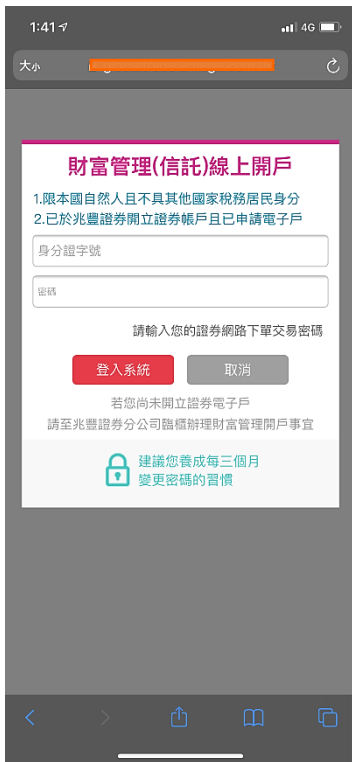 1:41
4G
大小
財富管理(信託)線上開戶
1.限本國自然人且不具其他國家稅務居民身分
2.已於兆豐證券開立證券帳戶且已申請電子戶
身分證字號
密碼
請輸入您的證券網路下單交易密碼
登入系統
取消
若您尚未開立證劵電子戶
請至兆豐證券分公司臨櫃辦理財富管理開戶事宜
建議您養成每三個月
變更密碼的習慣